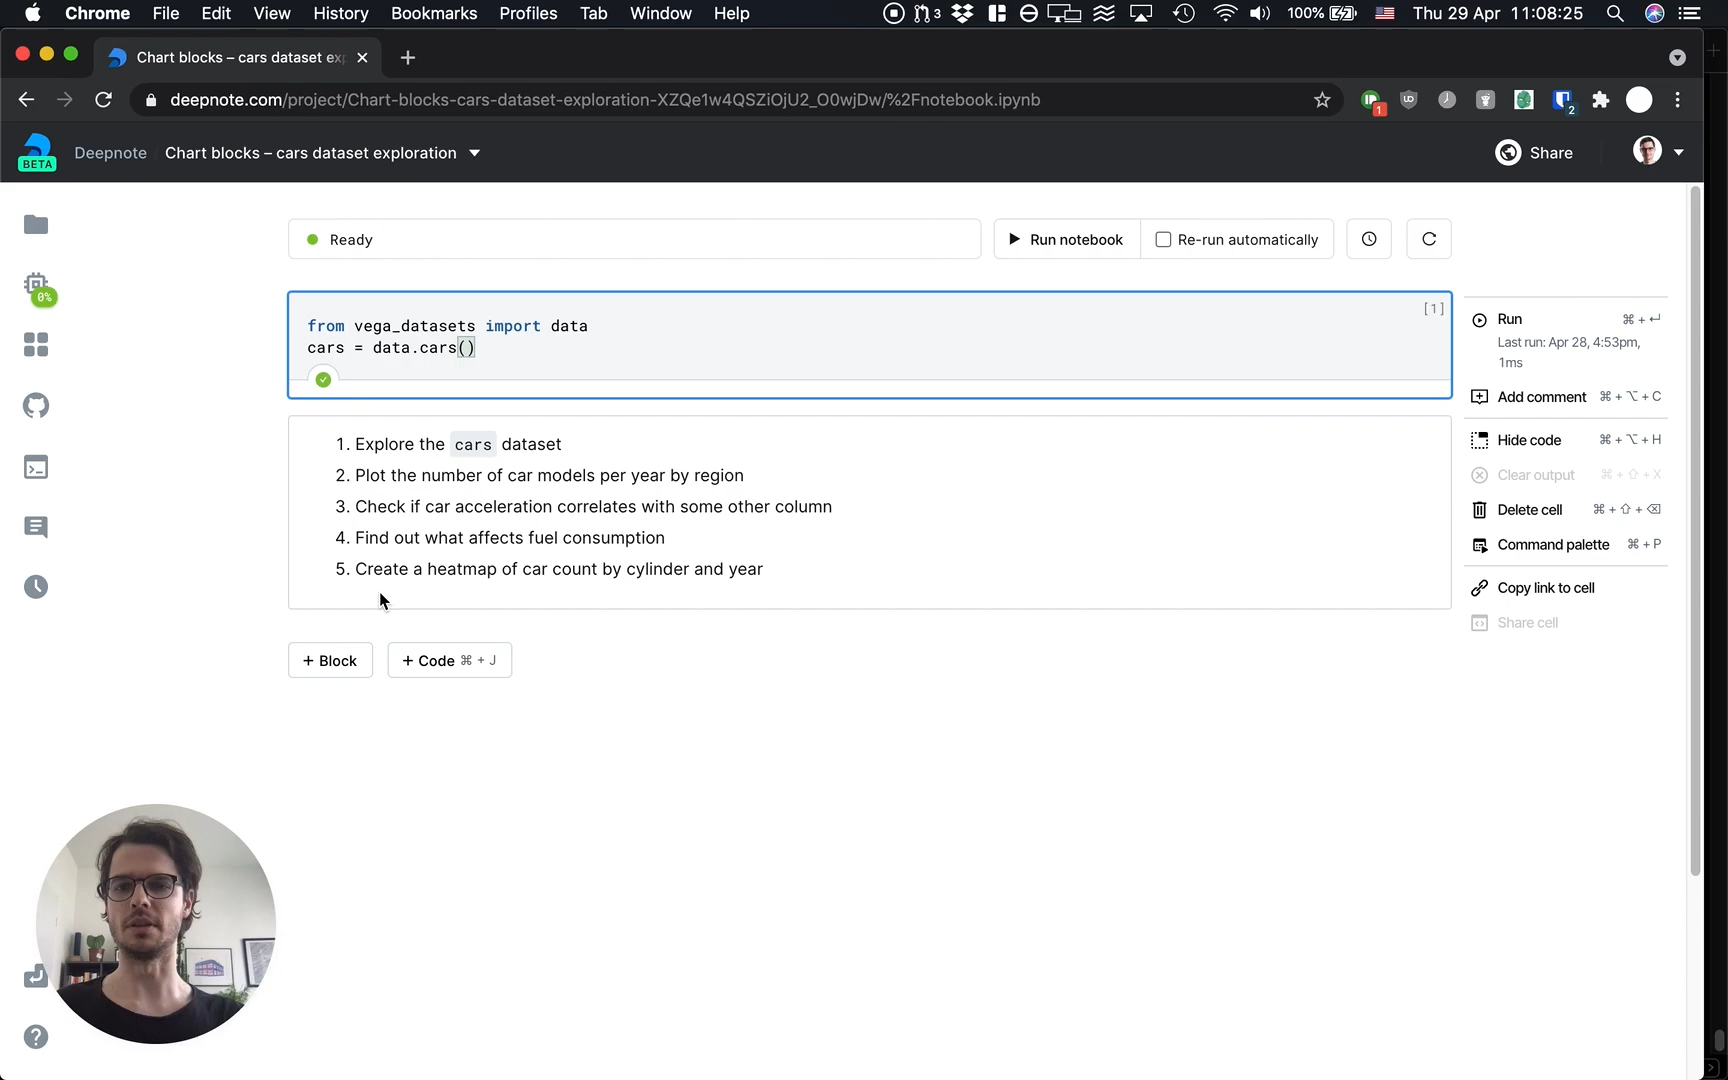 Chrome File Edit View History Bookmarks Profiles Tab Window Help 3 100% Thu 29 Apr 11:08:25
Chart blocks – cars dataset ex
deepnote.com/project/Chart-blocks-cars-dataset-exploration-XZQe1w4QSZiOjU2_O0wjDw/%2Fnotebook.ipynb 1 2
BETA Deepnote Chart blocks – cars dataset exploration Share
Ready Run notebook Re-run automatically
0%
from vega_datasets import data [1]
cars = data.cars()
Run ⌘ + ↵
Last run: Apr 28, 4:53pm,
1ms
Add comment ⌘ + ⌥ + C
Hide code ⌘ + ⌥ + H
Clear output ⌘ + ⇧ + X
Delete cell ⌘ + ⇧ + ⌫
Command palette ⌘ + P
Copy link to cell
Share cell
1. Explore the cars dataset
2. Plot the number of car models per year by region
3. Check if car acceleration correlates with some other column
4. Find out what affects fuel consumption
5. Create a heatmap of car count by cylinder and year
+ Block + Code ⌘ + J
?